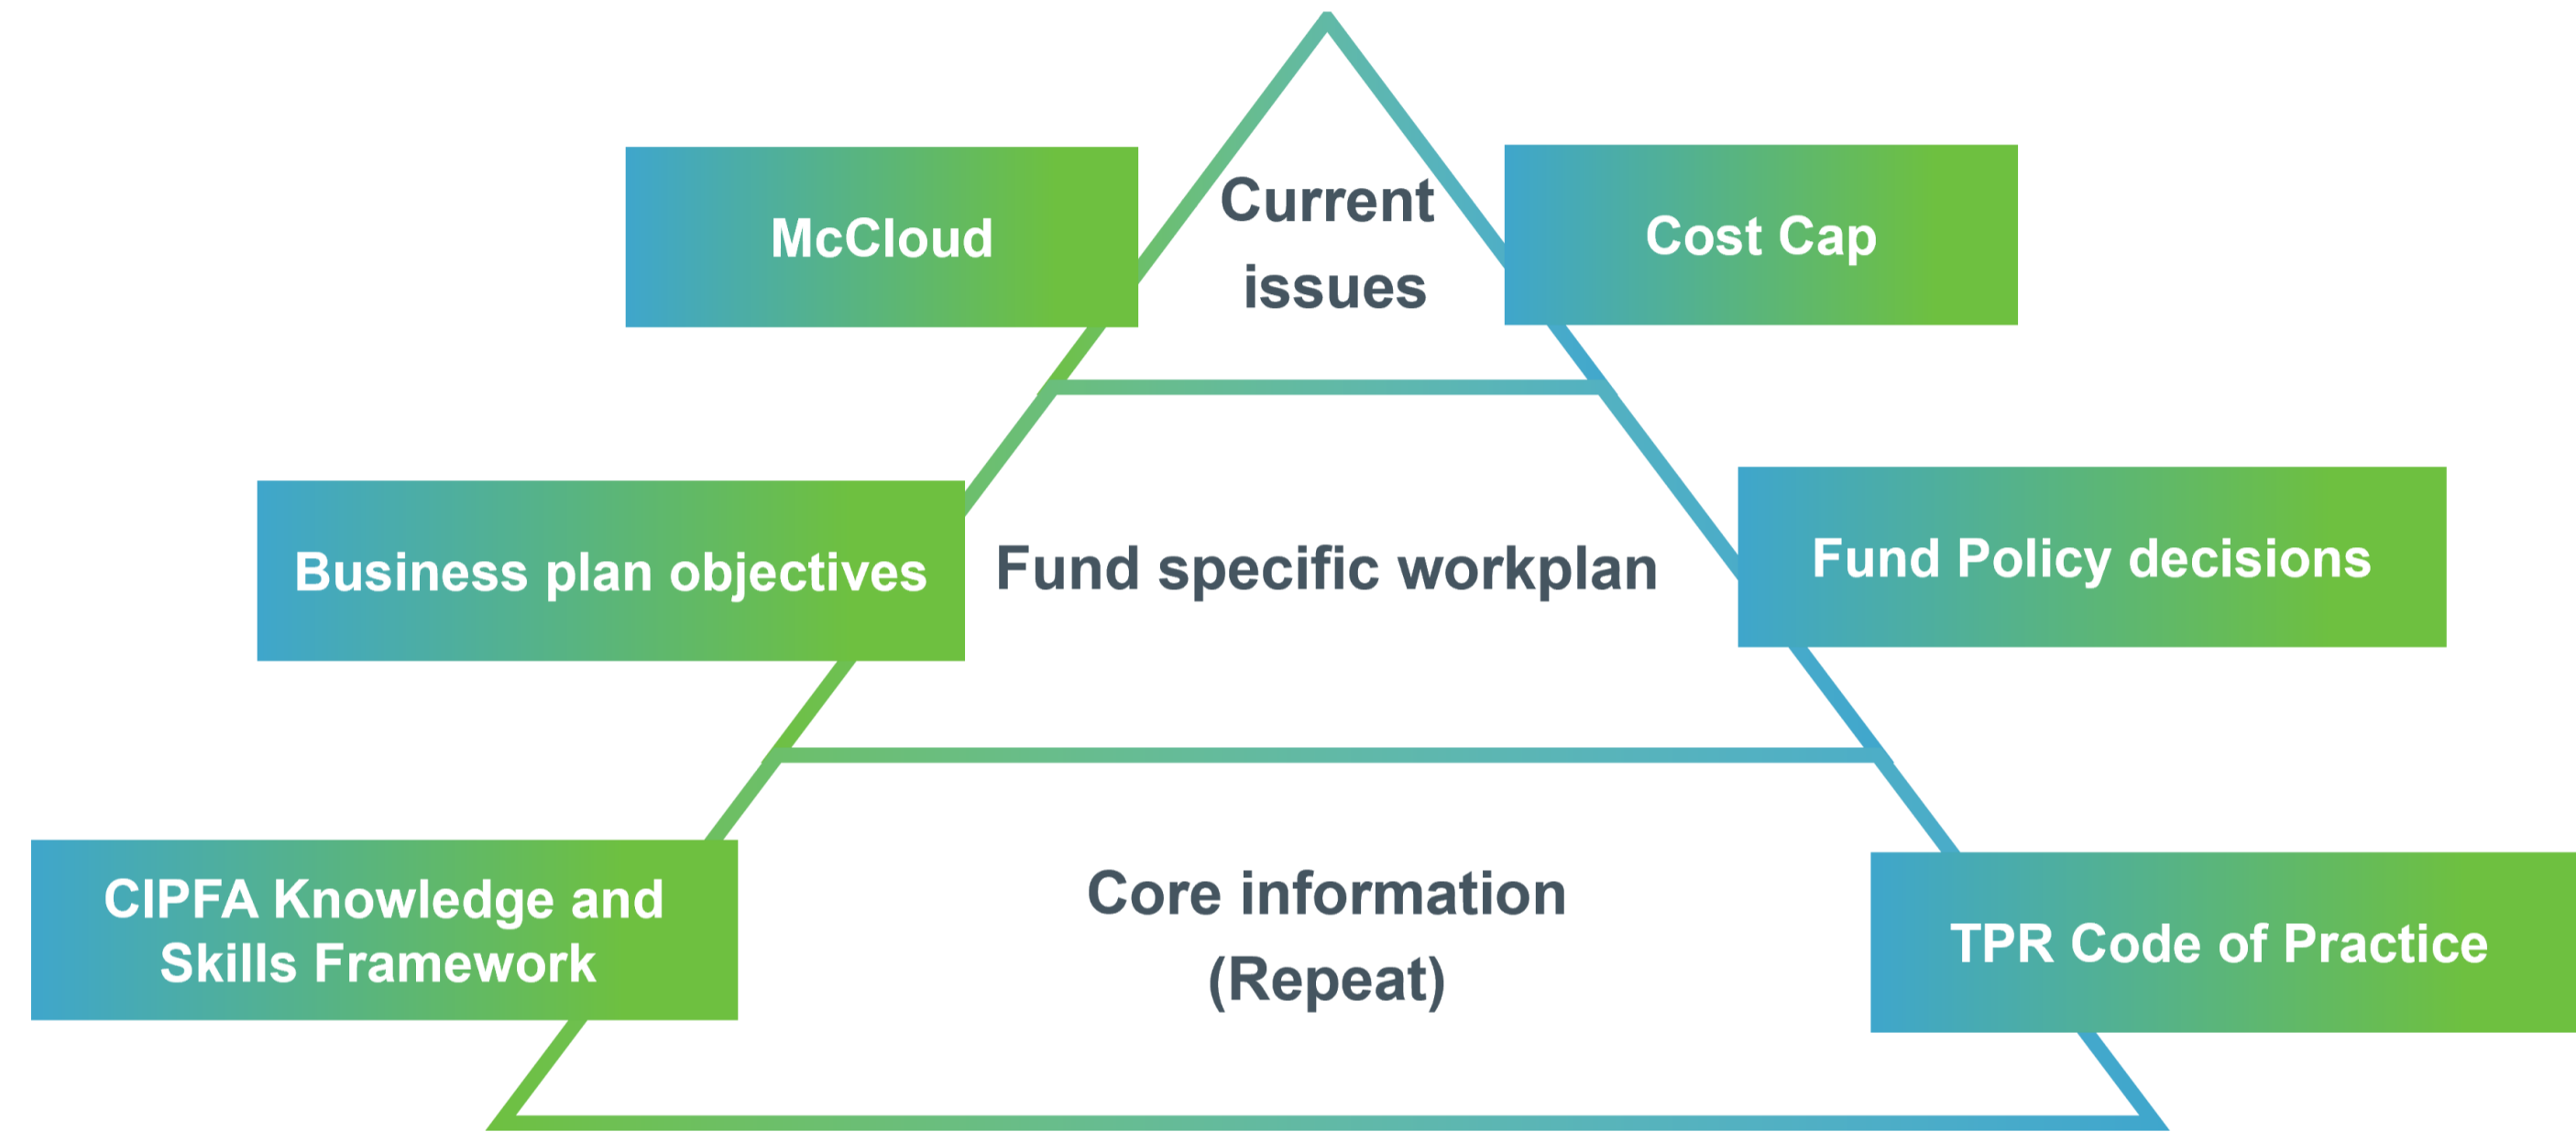 Current
issues
McCloud
Cost Cap
Business plan objectives
Fund specific workplan
Fund Policy decisions
CIPFA Knowledge and
Skills Framework
Core information
(Repeat)
TPR Code of Practice